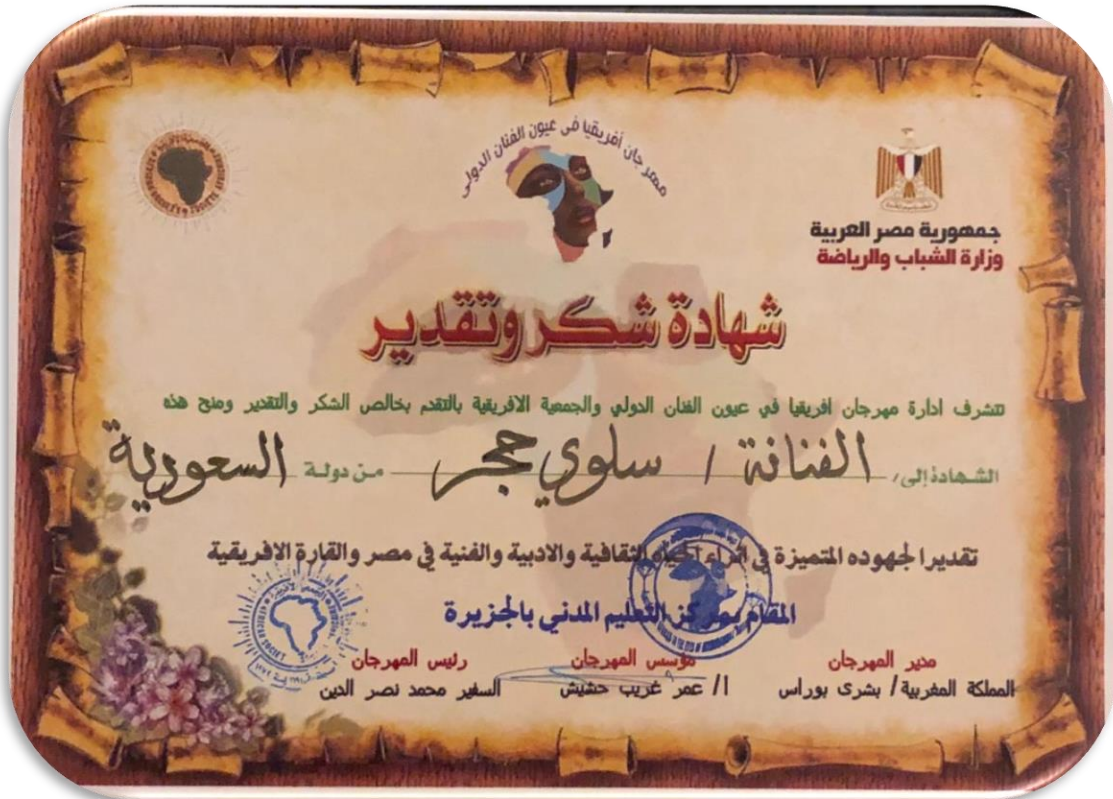 مهرجان أفريقيا فى عيون الفنان الدولى
جمهورية مصر العربية
وزارة الشباب والرياضة
شهادة شكر وتقدير
تتشرف ادارة مهرجان افريقيا في عيون الفنان الدولي والجمعية الافريقية بالتقدم بخالص الشكر والتقدير ومنح هذه
الشهادة إلى/ الفنانة / سلوي حجر من دولة السعودية
تقديرا لجهوده المتميزة في اثراء الحياه الثقافية والادبية والفنية في مصر والقارة الافريقية
المقام بمركز التعليم المدني بالجزيرة
مدير المهرجان مؤسس المهرجان رئيس المهرجان
المملكة المغربية/ بشرى بوراس ا/ عمر غريب حشيش السفير محمد نصر الدين